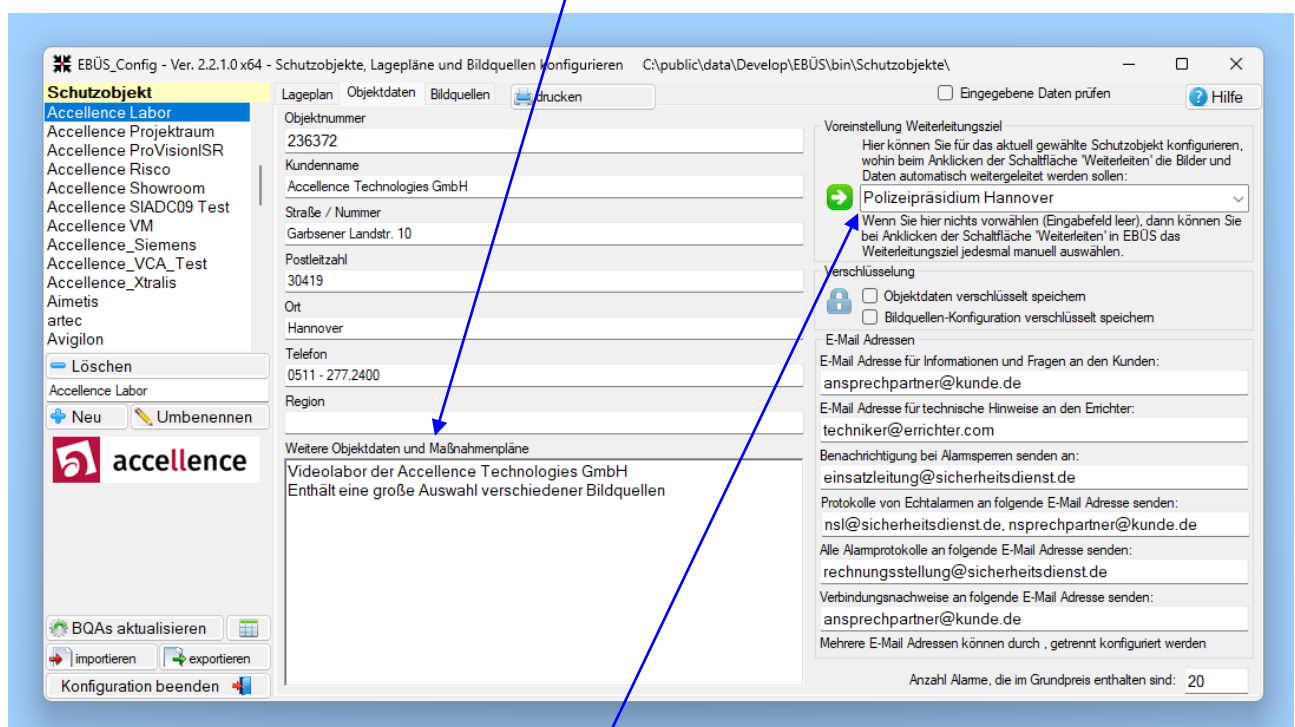 EBÜS_Config - Ver. 2.2.1.0 x64 - Schutzobjekte, Lagepläne und Bildquellen konfigurieren C:\public\data\Develop\EBÜS\bin\Schutzobjekte\
Schutzobjekt
Accellence Labor
Accellence Projektraum
Accellence ProVisionISR
Accellence Risco
Accellence Showroom
Accellence SIADC09 Test
Accellence VM
Accellence_Siemens
Accellence_VCA_Test
Accellence_Xtralis
Aimetis
artec
Avigilon
Löschen
Accellence Labor
Neu Umbenennen
accellence
BQAs aktualisieren
importieren exportieren
Konfiguration beenden
Lageplan Objektdaten Bildquellen drucken
Objektnummer
236372
Kundenname
Accellence Technologies GmbH
Straße / Nummer
Garbsener Landstr. 10
Postleitzahl
30419
Ort
Hannover
Telefon
0511 - 277.2400
Region
Weitere Objektdaten und Maßnahmenpläne
Videolabor der Accellence Technologies GmbH
Enthält eine große Auswahl verschiedener Bildquellen
Eingegebene Daten prüfen Hilfe
Voreinstellung Weiterleitungsziel
Hier können Sie für das aktuell gewählte Schutzobjekt konfigurieren,
wohin beim Anklicken der Schaltfläche 'Weiterleiten' die Bilder und
Daten automatisch weitergeleitet werden sollen:
Polizeipräsidium Hannover
Wenn Sie hier nichts vorwählen (Eingabefeld leer), dann können Sie
bei Anklicken der Schaltfläche 'Weiterleiten' in EBÜS das
Weiterleitungsziel jedesmal manuell auswählen.
Verschlüsselung
Objektdaten verschlüsselt speichern
Bildquellen-Konfiguration verschlüsselt speichern
E-Mail Adressen
E-Mail Adresse für Informationen und Fragen an den Kunden:
ansprechpartner@kunde.de
E-Mail Adresse für technische Hinweise an den Errichter:
techniker@errichter.com
Benachrichtigung bei Alarmsperren senden an:
einsatzleitung@sicherheitsdienst.de
Protokolle von Echtalarmen an folgende E-Mail Adresse senden:
nsl@sicherheitsdienst.de, nsprechpartner@kunde.de
Alle Alarmprotokolle an folgende E-Mail Adresse senden:
rechnungsstellung@sicherheitsdienst.de
Verbindungsnachweise an folgende E-Mail Adresse senden:
ansprechpartner@kunde.de
Mehrere E-Mail Adressen können durch , getrennt konfiguriert werden
Anzahl Alarme, die im Grundpreis enthalten sind: 20